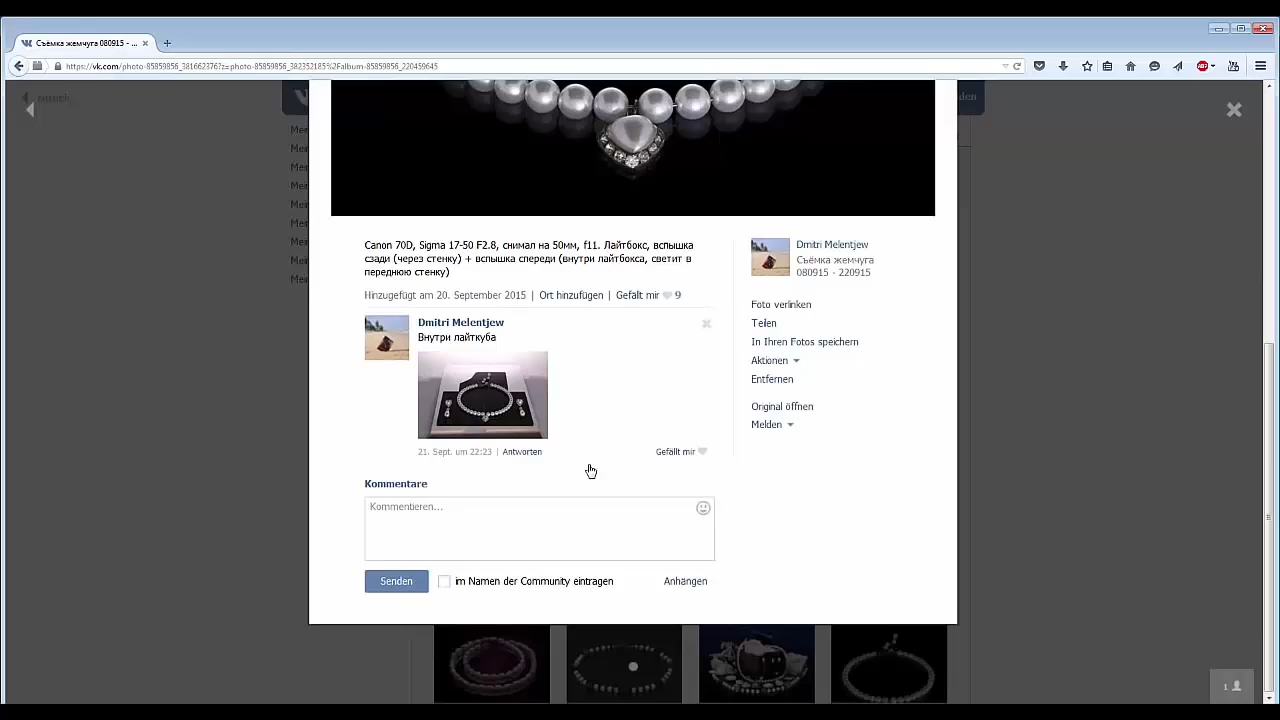 Съёмка жемчуга 080915 - ...
https://vk.com/photo-85859856_381662376?z=photo-85859856_382352185%2Falbum-85859856_220459645
Canon 70D, Sigma 17-50 F2.8, снимал на 50мм, f11. Лайтбокс, вспышка
сзади (через стенку) + вспышка спереди (внутри лайтбокса, светит в
переднюю стенку)
Hinzugefügt am 20. September 2015 | Ort hinzufügen | Gefällt mir 9
Dmitri Melentjew
Внутри лайткуба
21. Sept. um 22:23 | Antworten
Gefällt mir
Kommentare
Kommentieren...
Senden
im Namen der Community eintragen
Anhängen
Dmitri Melentjew
Съёмка жемчуга
080915 - 220915
Foto verlinken
Teilen
In Ihren Fotos speichern
Aktionen
Entfernen
Original öffnen
Melden
1